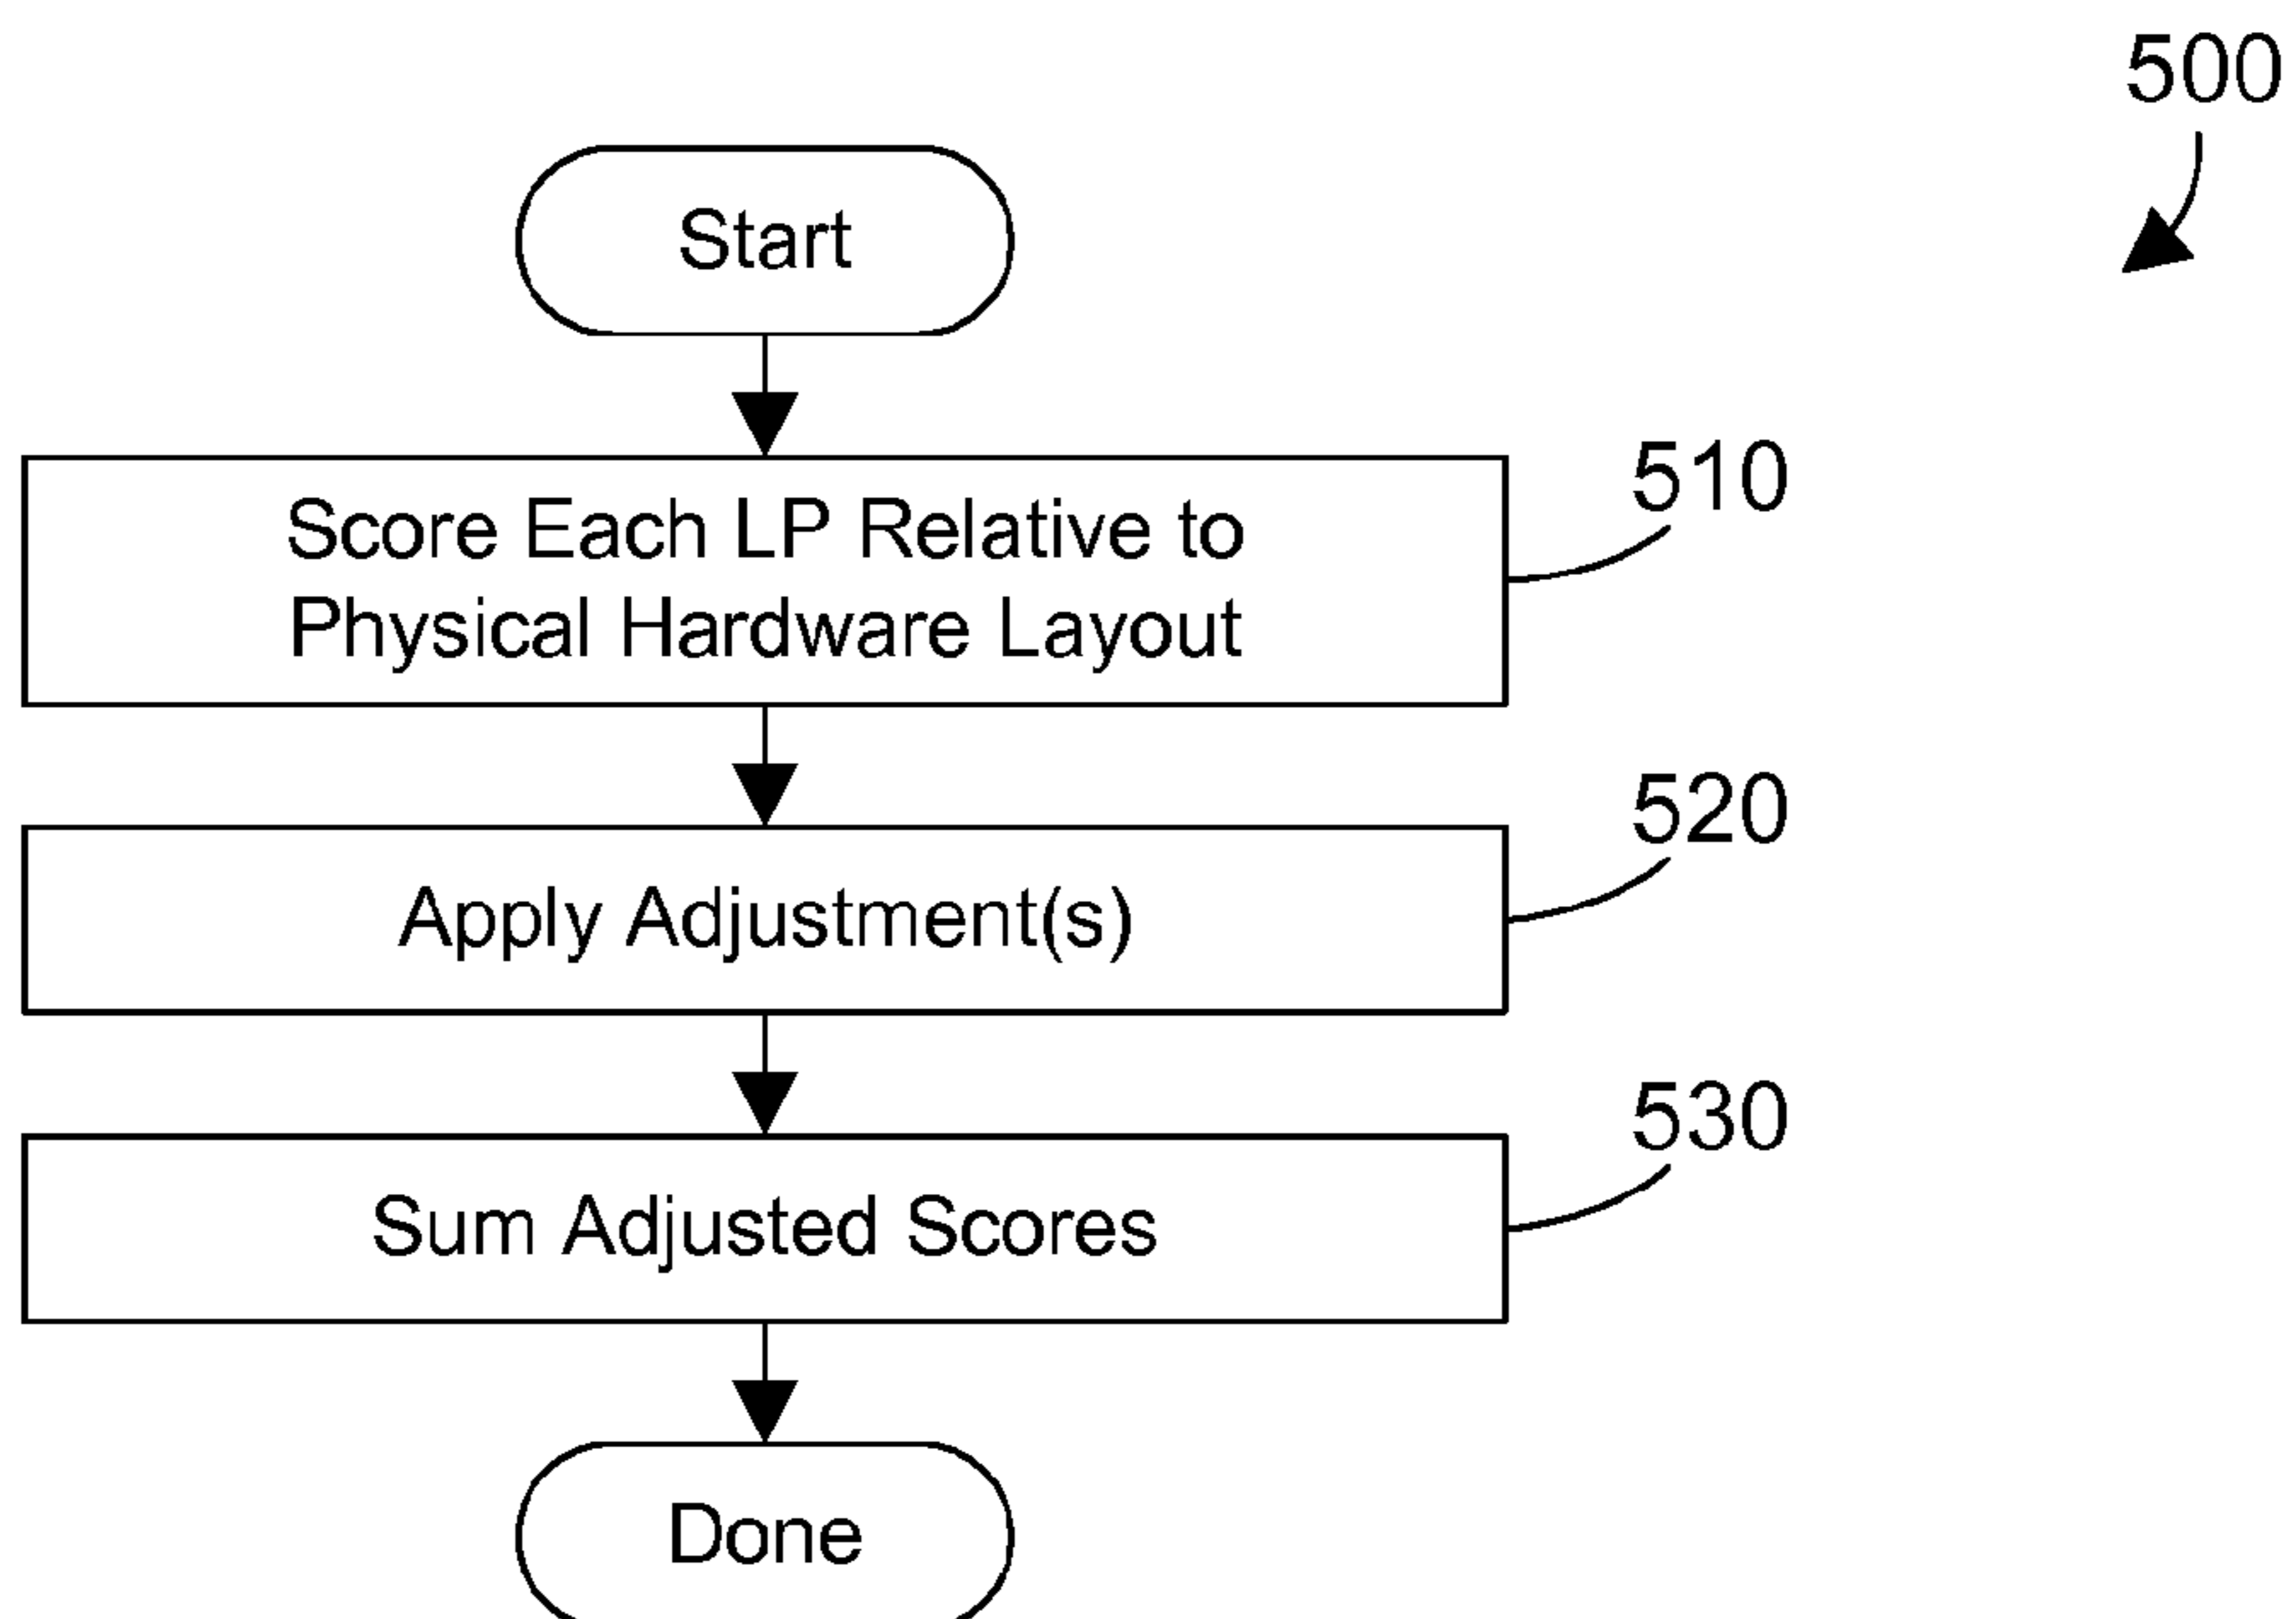 500
Start
Score Each LP Relative to
Physical Hardware Layout
510
Apply Adjustment(s)
520
Sum Adjusted Scores
530
Done